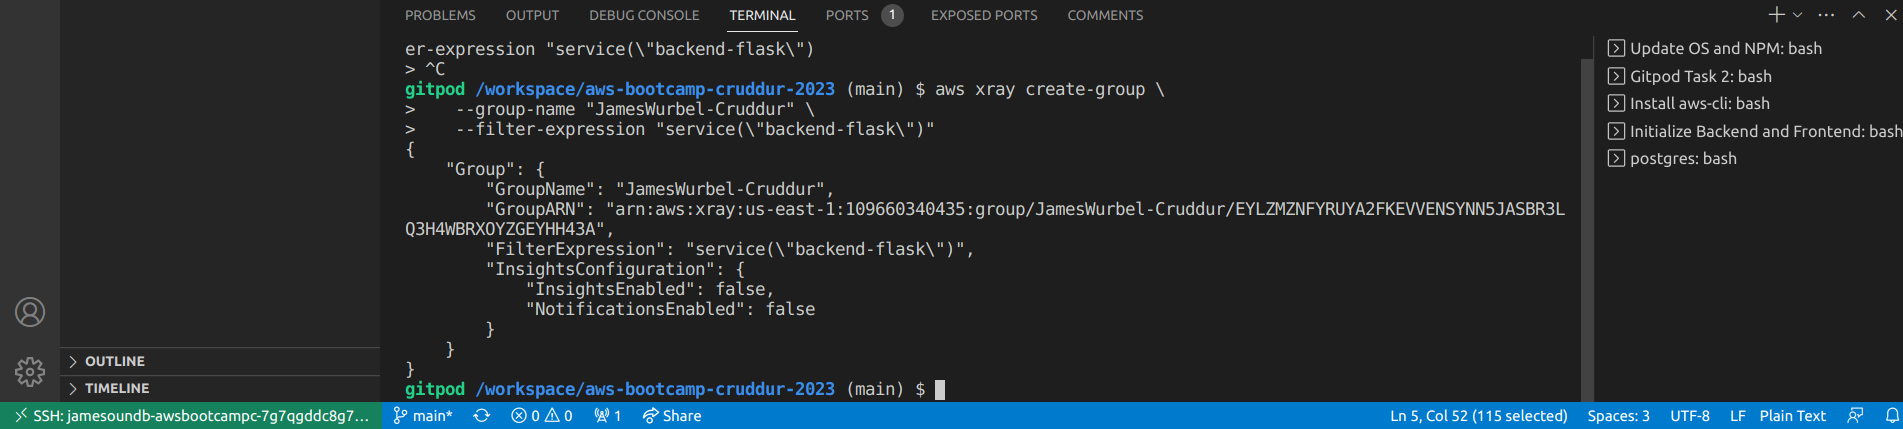 PROBLEMS OUTPUT DEBUG CONSOLE TERMINAL PORTS 1 EXPOSED PORTS COMMENTS
er-expression "service(\"backend-flask\")
> ^C
gitpod /workspace/aws-bootcamp-cruddur-2023 (main) $ aws xray create-group \
>    --group-name "JamesWurbel-Cruddur" \
>    --filter-expression "service(\"backend-flask\")"
{
    "Group": {
        "GroupName": "JamesWurbel-Cruddur",
        "GroupARN": "arn:aws:xray:us-east-1:109660340435:group/JamesWurbel-Cruddur/EYLZMZNFYRUYA2FKEVVENSYNN5JASBR3L
Q3H4WBRXOYZGEYHH43A",
        "FilterExpression": "service(\"backend-flask\")",
        "InsightsConfiguration": {
            "InsightsEnabled": false,
            "NotificationsEnabled": false
        }
    }
}
gitpod /workspace/aws-bootcamp-cruddur-2023 (main) $
Update OS and NPM: bash
Gitpod Task 2: bash
Install aws-cli: bash
Initialize Backend and Frontend: bash
postgres: bash
OUTLINE
TIMELINE
SSH: jamesoundb-awsbootcampc-7g7qgddc8g7... main* 0 0 1 Share Ln 5, Col 52 (115 selected) Spaces: 3 UTF-8 LF Plain Text